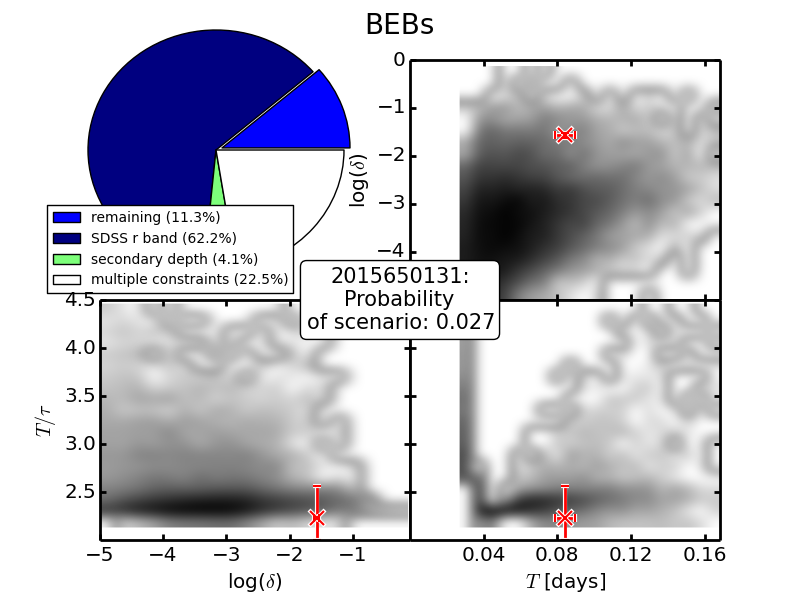 BEBs
remaining (11.3%)
SDSS r band (62.2%)
secondary depth (4.1%)
multiple constraints (22.5%)
0
−1
−2
−3
−4
log(δ)
2015650131:
Probability
of scenario: 0.027
4.5
4.0
3.5
3.0
2.5
T/τ
−5 −4 −3 −2 −1
log(δ)
0.04 0.08 0.12 0.16
T [days]